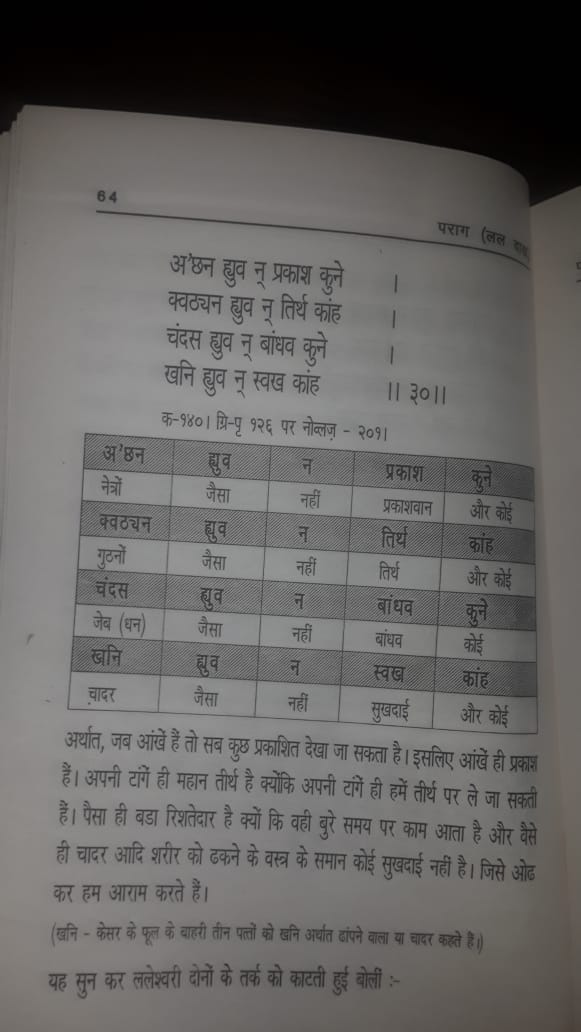 64
पराग (लल वाख)
अ'छन ह्युव न् प्रकाश कुने ।
क्वठ्यन ह्युव न् तिर्थ कांह ।
चंदस ह्युव न् बांधव कुने ।
खनि ह्युव न् स्वख कांह ।। ३०।।
क-१४०। ग्रि-पृ १२६ पर नोव्लज़ - २०१।
अ'छन ह्युव न प्रकाश कुने
नेत्रों जैसा नहीं प्रकाशवान और कोई
क्वठ्यन ह्युव न तिर्थ कांह
गुठनों जैसा नहीं तिर्थ और कोई
चंदस ह्युव न बांधव कुने
जेब (धन) जैसा नहीं बांधव कोई
खनि ह्युव न स्वख कांह
च़ादर जैसा नहीं सुखदाई और कोई
अर्थात, जब आंखें हैं तो सब कुछ प्रकाशित देखा जा सकता है। इसलिए आंखें ही प्रकाश
हैं। अपनी टांगें ही महान तीर्थ है क्योंकि अपनी टांगें ही हमें तीर्थ पर ले जा सकती
हैं। पैसा ही बडा रिशतेदार है क्यों कि वही बुरे समय पर काम आता है और वैसे
ही चादर आदि शरीर को ढकने के वस्त्र के समान कोई सुखदाई नहीं है। जिसे ओढ
कर हम आराम करते हैं।
(खनि - केसर के फूल के बाहरी तीन पत्तों को खनि अर्थात ढांपने वाला या चादर कहते हैं।)
यह सुन कर ललेश्वरी दोनों के तर्क को काटती हुई बोलीं :-